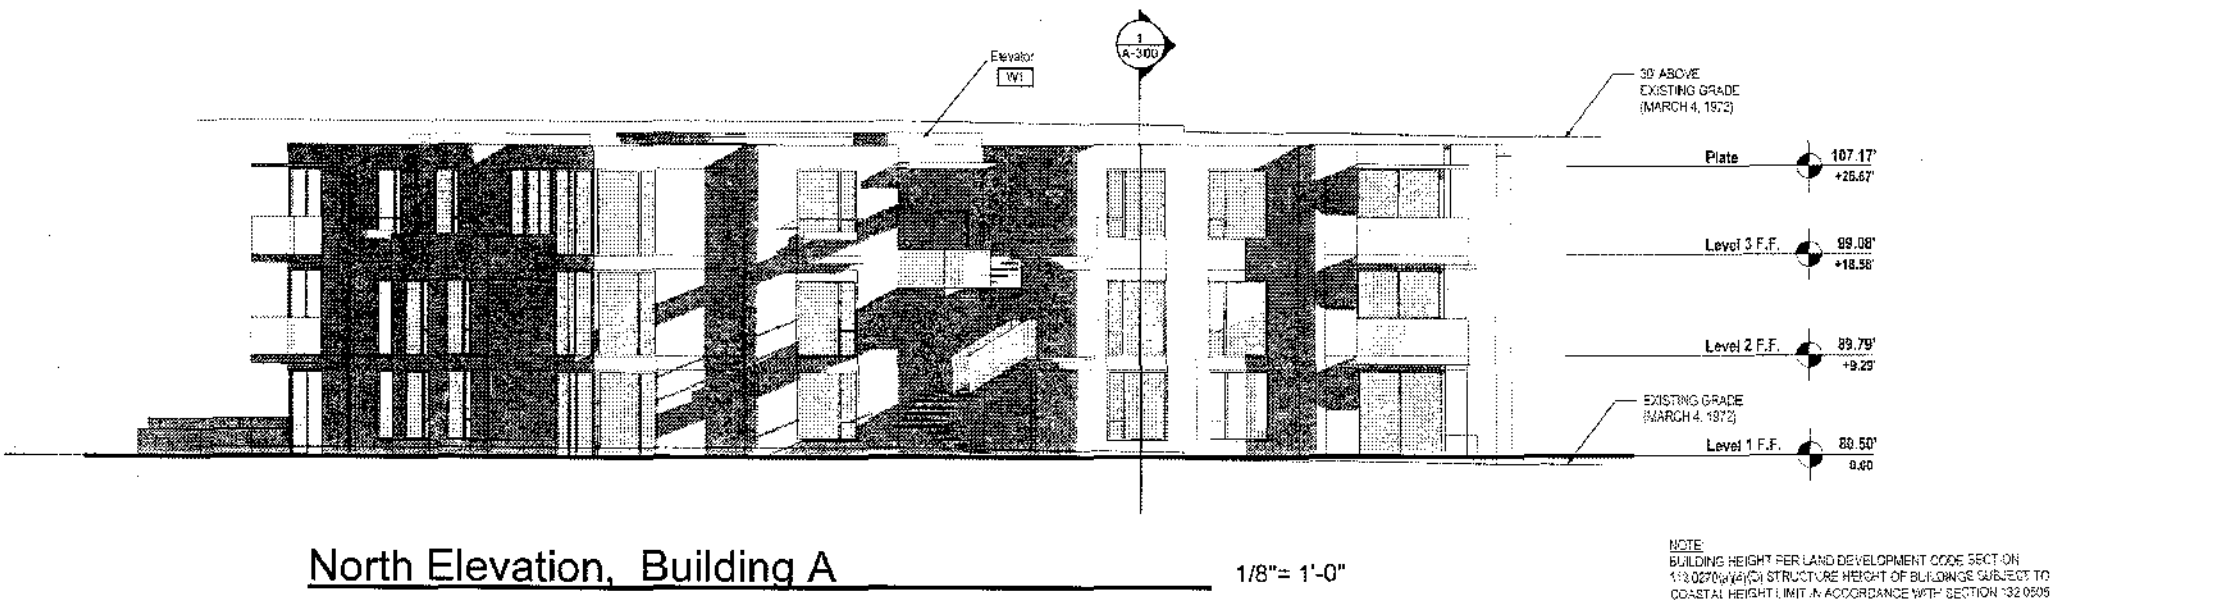 1
A-300
Elevator
W1
30' ABOVE
EXISTING GRADE
(MARCH 4, 1972)
Plate 107.17'
+26.67'
Level 3 F.F. 99.08'
+18.58'
Level 2 F.F. 89.79'
+9.29'
EXISTING GRADE
(MARCH 4, 1972)
Level 1 F.F. 80.50'
0.00
North Elevation, Building A
1/8"= 1'-0"
NOTE:
BUILDING HEIGHT PER LAND DEVELOPMENT CODE SECTION
STRUCTURE HEIGHT OF BUILDINGS SUBJECT TO
COASTAL HEIGHT LIMIT IN ACCORDANCE WITH SECTION 132.0505